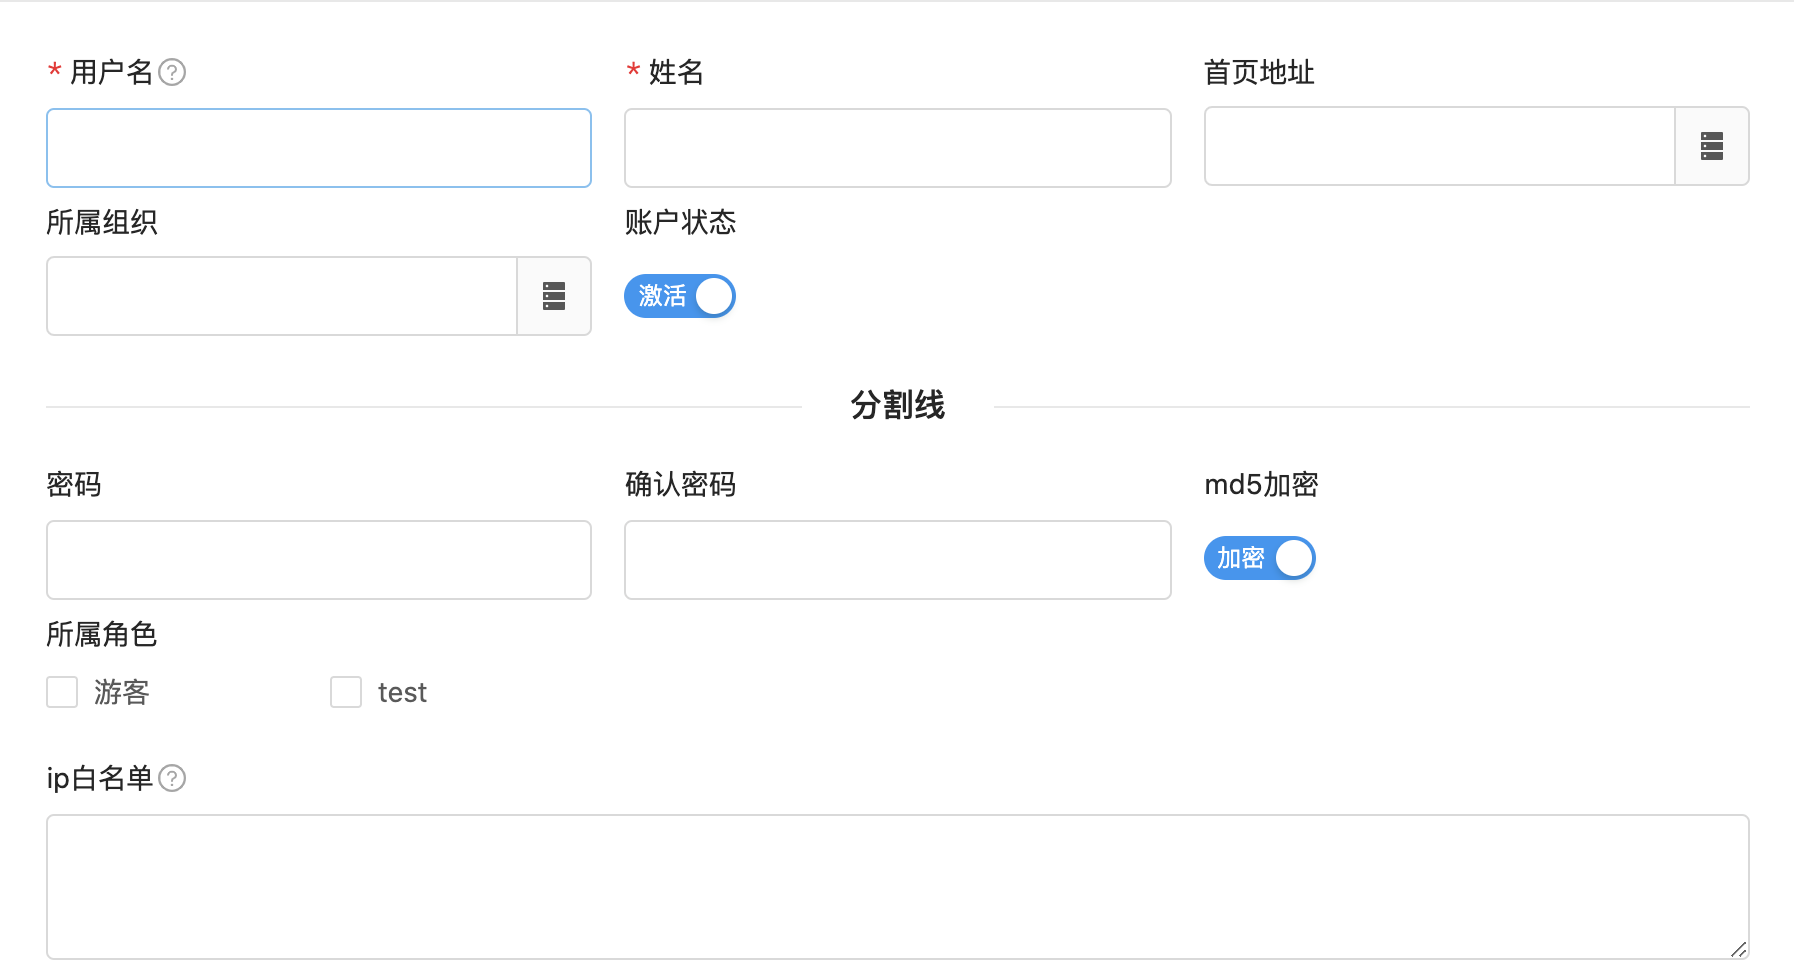 * 用户名 ?
* 姓名
首页地址
所属组织
账户状态
激活
分割线
密码
确认密码
md5加密
加密
所属角色
游客
test
ip白名单 ?